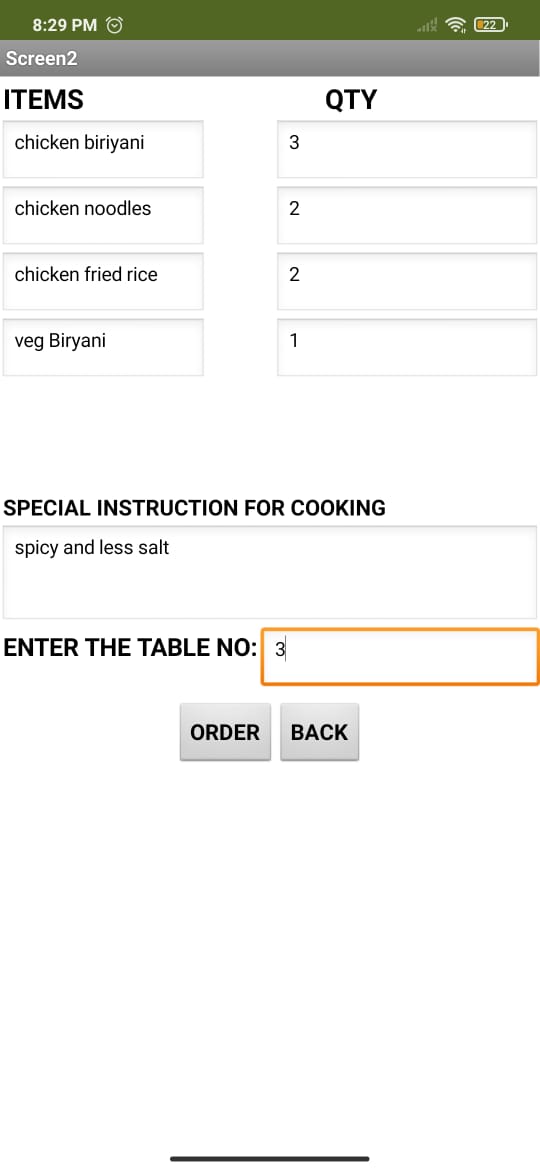 8:29 PM 22
Screen2
ITEMS QTY
chicken biriyani 3
chicken noodles 2
chicken fried rice 2
veg Biryani 1
SPECIAL INSTRUCTION FOR COOKING
spicy and less salt
ENTER THE TABLE NO: 3
ORDER BACK